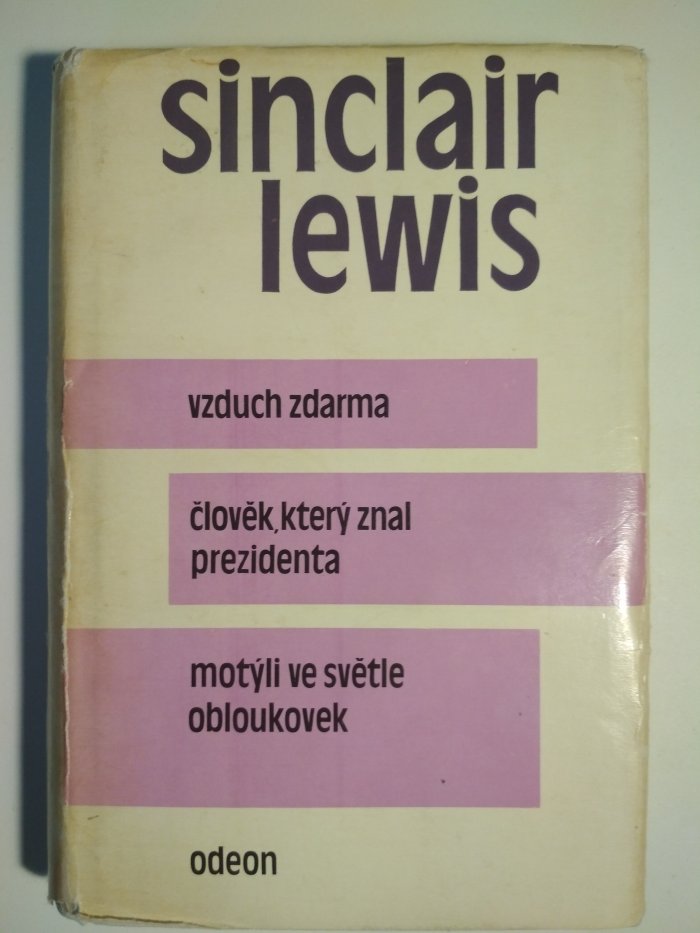 sinclair
lewis
vzduch zdarma
člověk, který znal
prezidenta
motýli ve světle
obloukovek
odeon